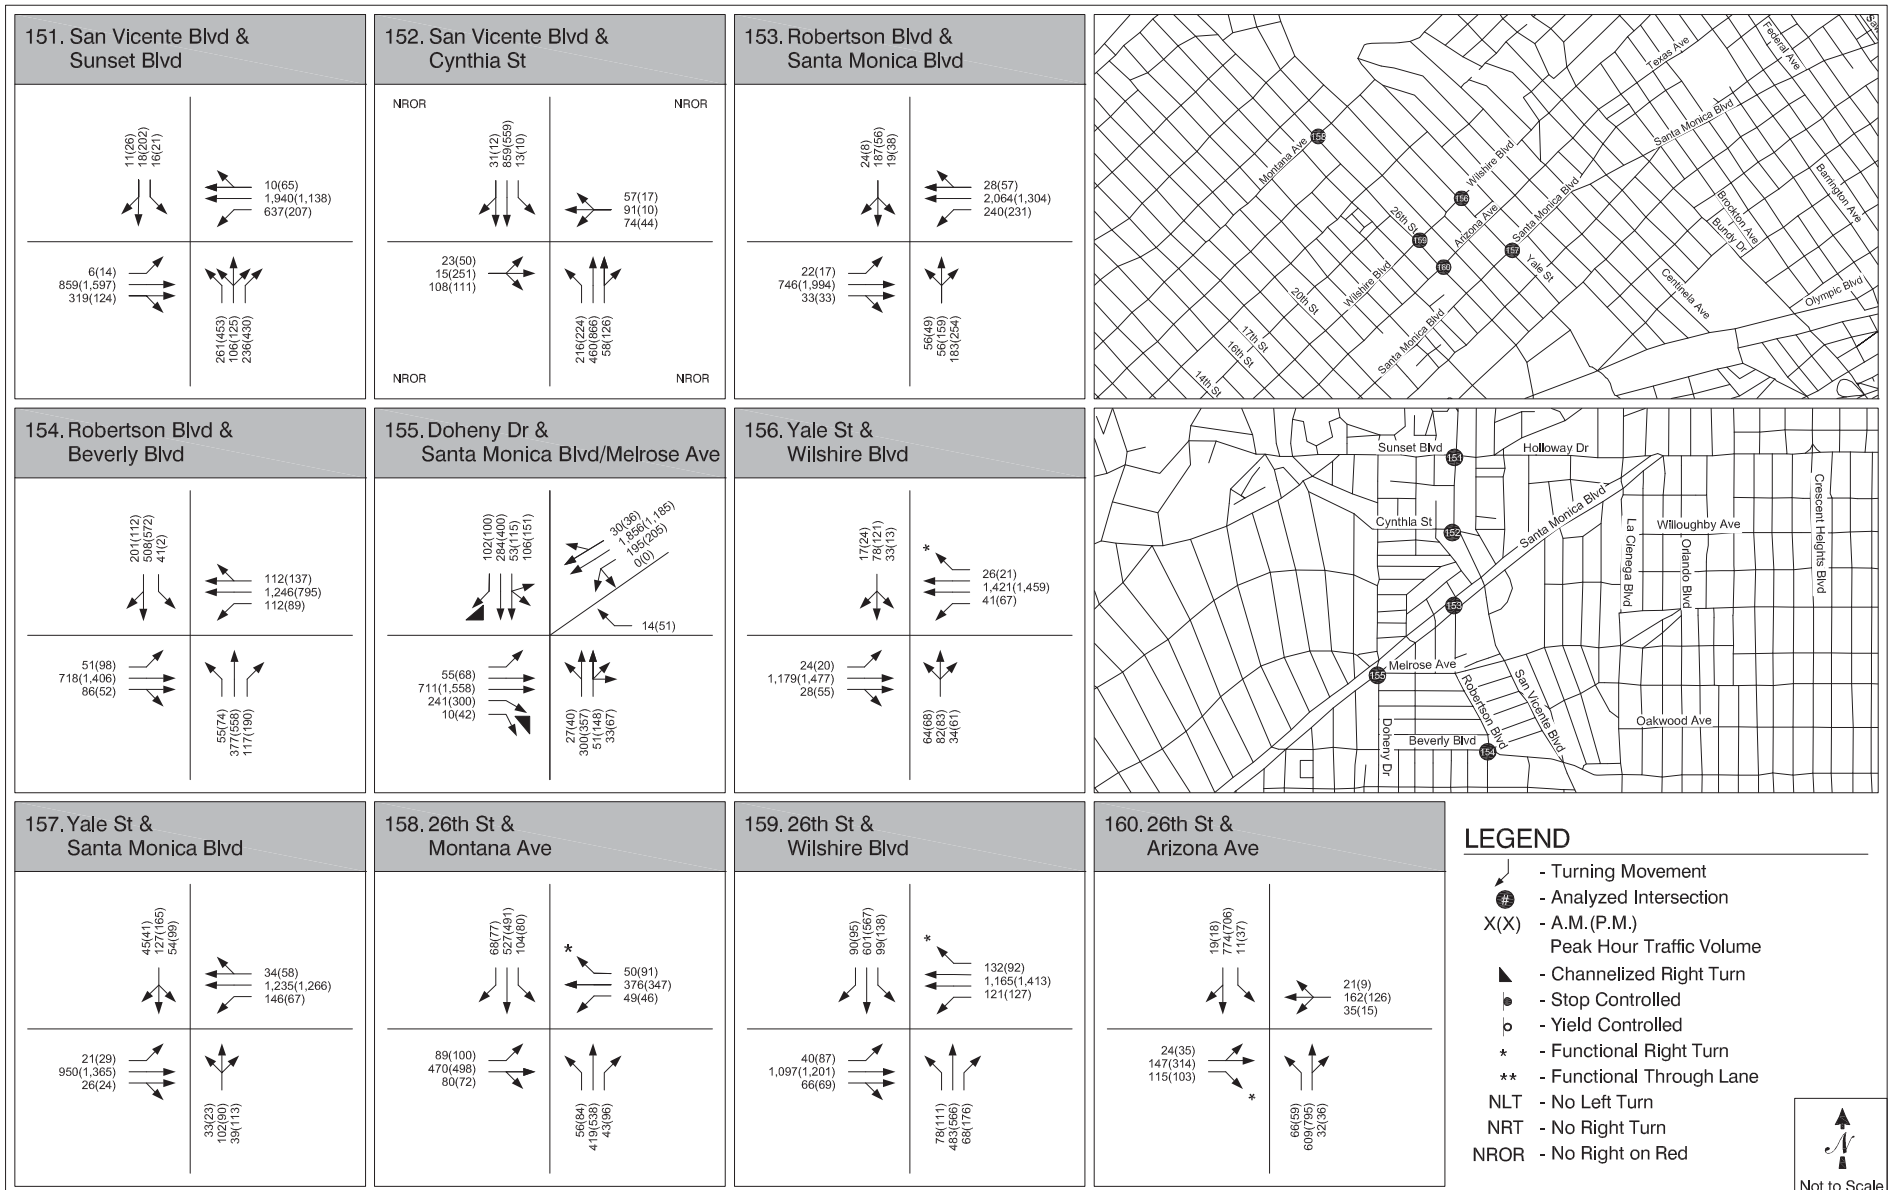 151. San Vicente Blvd &
Sunset Blvd
11(26)
18(202)
16(21)
10(65)
1,940(1,138)
637(207)
6(14)
859(1,597)
319(124)
261(453)
106(125)
236(430)
152. San Vicente Blvd &
Cynthia St
NROR
NROR
31(12)
859(559)
13(10)
57(17)
91(10)
74(44)
23(50)
15(251)
108(111)
216(224)
460(866)
58(126)
NROR
NROR
153. Robertson Blvd &
Santa Monica Blvd
24(8)
187(56)
19(38)
28(57)
2,064(1,304)
240(231)
22(17)
746(1,994)
33(33)
56(49)
56(159)
183(254)
Texas Ave
Federal Ave
Santa Monica Blvd
Montana Ave
158
Wilshire Blvd
156
Barrington Ave
Brockton Ave
Bundy Dr
26th St
Arizona Ave
Santa Monica Blvd
159
160
157
Yale St
Wilshire Blvd
20th St
Centinela Ave
Olympic Blvd
17th St
16th St
14th St
Santa Monica Blvd
154. Robertson Blvd &
Beverly Blvd
201(112)
508(572)
41(2)
112(137)
1,246(795)
112(89)
51(98)
718(1,406)
86(52)
55(74)
377(558)
117(190)
155. Doheny Dr &
Santa Monica Blvd/Melrose Ave
102(100)
284(400)
53(115)
106(151)
30(36)
1,856(1,185)
195(205)
0(0)
14(51)
55(68)
711(1,558)
241(300)
10(42)
27(40)
300(357)
51(148)
33(67)
156. Yale St &
Wilshire Blvd
17(24)
78(121)
33(13)
*
26(21)
1,421(1,459)
41(67)
24(20)
1,179(1,477)
28(55)
64(68)
82(83)
34(61)
Sunset Blvd
151
Holloway Dr
Cynthia St
152
Santa Monica Blvd
La Cienega Blvd
Willoughby Ave
Orlando Blvd
Crescent Heights Blvd
153
Melrose Ave
155
Robertson Blvd
San Vicente Blvd
Oakwood Ave
Doheny Dr
Beverly Blvd
154
157. Yale St &
Santa Monica Blvd
45(41)
127(165)
54(99)
34(58)
1,235(1,266)
146(67)
21(29)
950(1,365)
26(24)
33(23)
102(90)
39(113)
158. 26th St &
Montana Ave
68(77)
527(491)
104(80)
*
50(91)
376(347)
49(46)
89(100)
470(498)
80(72)
56(84)
419(538)
43(96)
159. 26th St &
Wilshire Blvd
90(95)
601(567)
99(138)
*
132(92)
1,165(1,413)
121(127)
40(87)
1,097(1,201)
66(69)
78(111)
483(566)
68(176)
160. 26th St &
Arizona Ave
19(18)
774(706)
11(37)
21(9)
162(126)
35(15)
24(35)
147(314)
115(103)
*
66(59)
609(795)
32(36)
LEGEND
- Turning Movement
# - Analyzed Intersection
X(X) - A.M.(P.M.)
Peak Hour Traffic Volume
- Channelized Right Turn
- Stop Controlled
- Yield Controlled
* - Functional Right Turn
** - Functional Through Lane
NLT - No Left Turn
NRT - No Right Turn
NROR - No Right on Red
N
Not to Scale